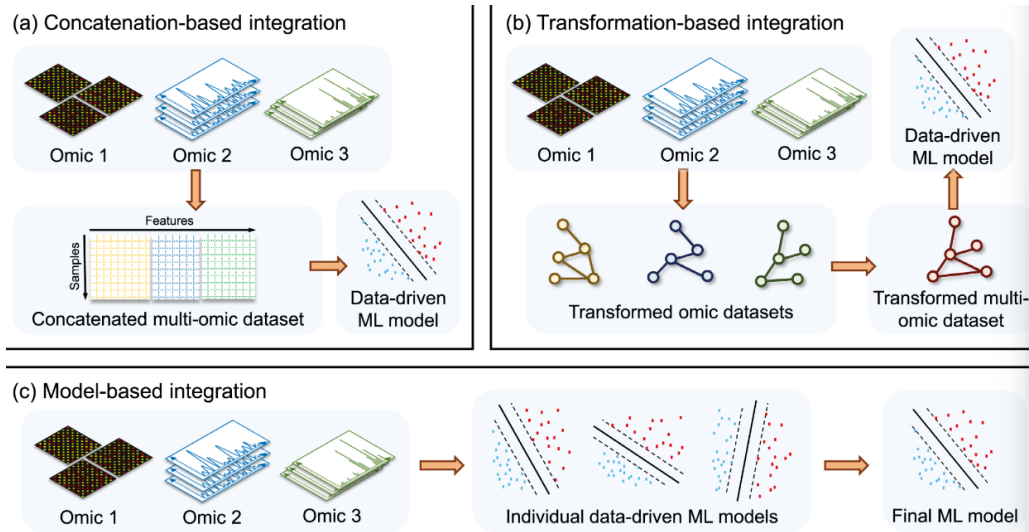 (a) Concatenation-based integration
Omic 1
Omic 2
Omic 3
Features
Samples
Concatenated multi-omic dataset
Data-driven
ML model
(b) Transformation-based integration
Omic 1
Omic 2
Omic 3
Data-driven
ML model
Transformed omic datasets
Transformed multi-
omic dataset
(c) Model-based integration
Omic 1
Omic 2
Omic 3
Individual data-driven ML models
Final ML model